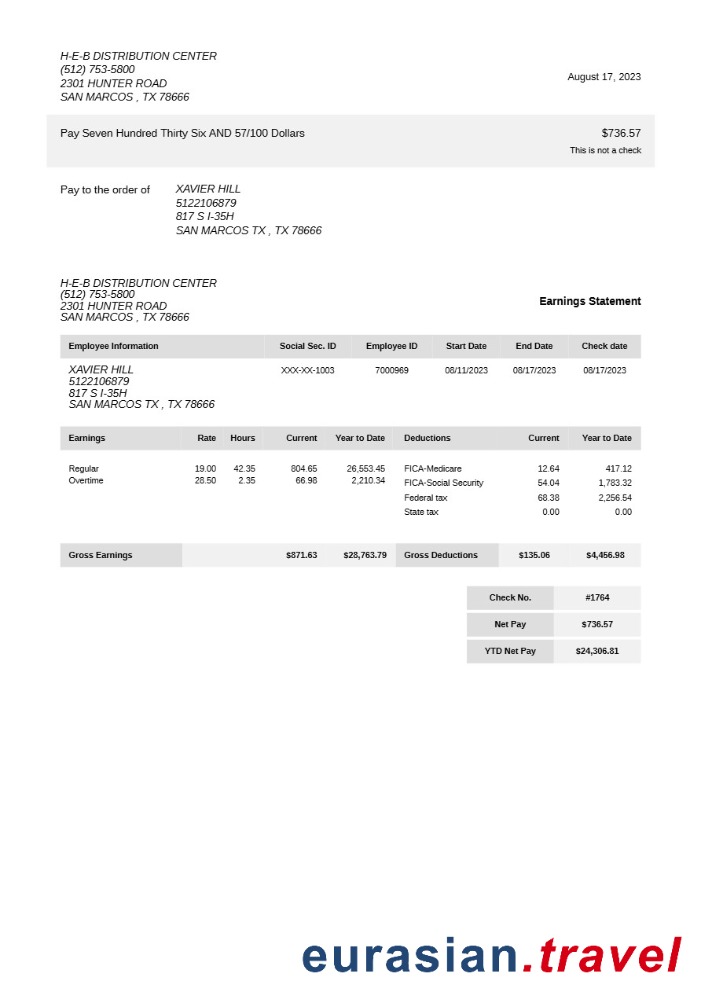 H-E-B DISTRIBUTION CENTER
(512) 753-5800
2301 HUNTER ROAD
SAN MARCOS , TX 78666
August 17, 2023
Pay Seven Hundred Thirty Six AND 57/100 Dollars $736.57
This is not a check
Pay to the order of XAVIER HILL
5122106879
817 S I-35H
SAN MARCOS TX , TX 78666
H-E-B DISTRIBUTION CENTER
(512) 753-5800
2301 HUNTER ROAD
SAN MARCOS , TX 78666
Earnings Statement
Employee Information Social Sec. ID Employee ID Start Date End Date Check date
XAVIER HILL XXX-XX-1003 7000969 08/11/2023 08/17/2023 08/17/2023
5122106879
817 S I-35H
SAN MARCOS TX , TX 78666
Earnings Rate Hours Current Year to Date Deductions Current Year to Date
Regular 19.00 42.35 804.65 26,553.45 FICA-Medicare 12.64 417.12
Overtime 28.50 2.35 66.98 2,210.34 FICA-Social Security 54.04 1,783.32
Federal tax 68.38 2,256.54
State tax 0.00 0.00
Gross Earnings $871.63 $28,763.79 Gross Deductions $135.06 $4,456.98
Check No. #1764
Net Pay $736.57
YTD Net Pay $24,306.81
eurasian.travel